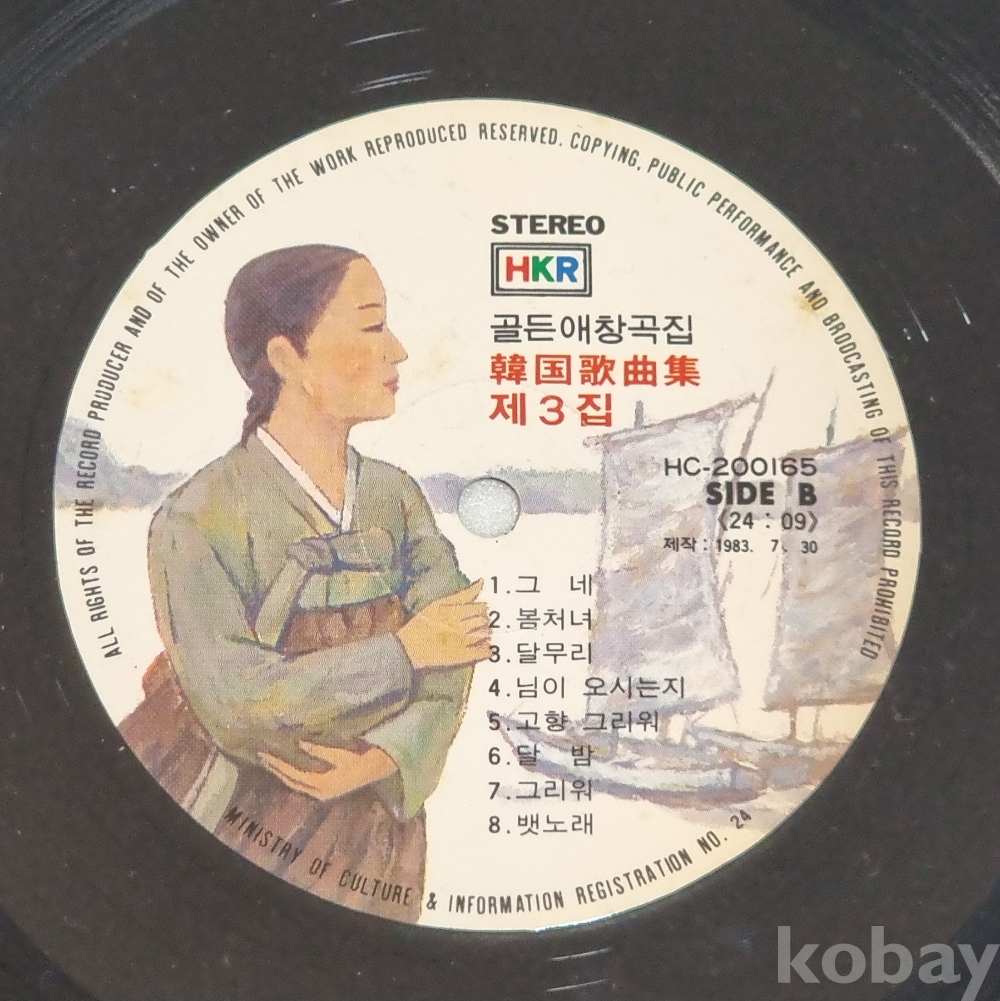 ALL RIGHTS OF THE RECORD PRUDUCER AND OF THE OWNER OF THE WORK REPRODUCED RESERVED. COPYING, PUBLIC PERFORMANCE AND BRODCASTING OF THIS RECORD PROHIBITED
STEREO
HKR
골든애창곡집
韓国歌曲集
제3집
HC-200165
SIDE B
〈24 : 09〉
제작 : 1983. 7. 30
1.그 네
2.봄처녀
3.달무리
4.님이 오시는지
5.고향 그리워
6.달 밤
7.그리워
8.뱃노래
MINISTRY OF CULTURE & INFORMATION REGISTRATION NO. 24
kobay